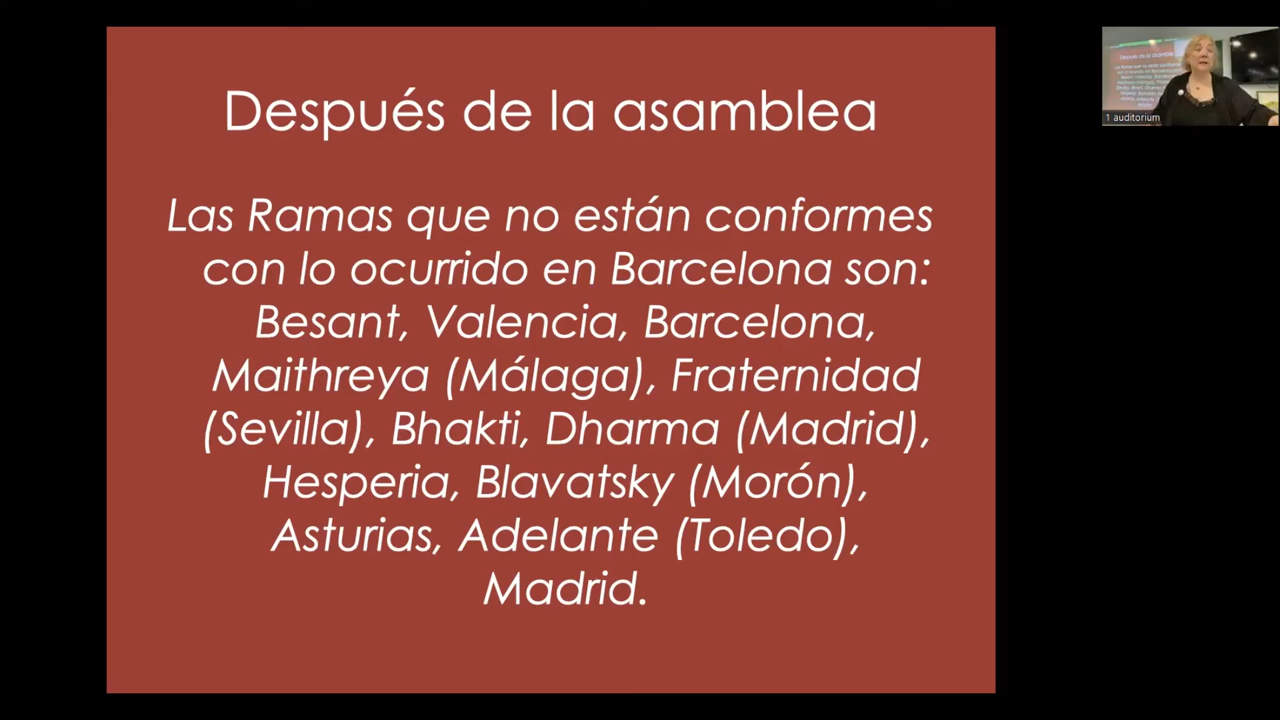 Después de la asamblea
Las Ramas que no están conformes
con lo ocurrido en Barcelona son:
Besant, Valencia, Barcelona,
Maithreya (Málaga), Fraternidad
(Sevilla), Bhakti, Dharma (Madrid),
Hesperia, Blavatsky (Morón),
Asturias, Adelante (Toledo),
Madrid.
1 auditorium